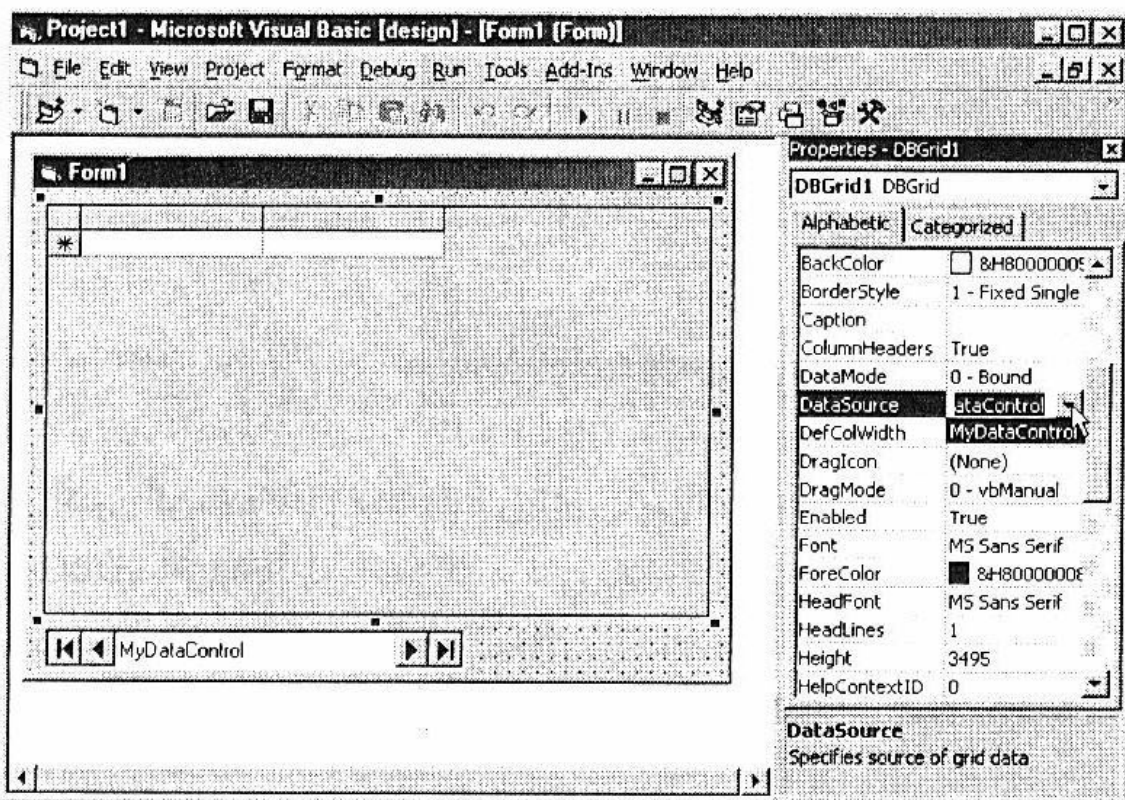 Project1 - Microsoft Visual Basic [design] - [Form1 (Form)]
File Edit View Project Format Debug Run Tools Add-Ins Window Help
Form1
MyDataControl
Properties - DBGrid1
DBGrid1 DBGrid
Alphabetic Categorized
BackColor &H80000005
BorderStyle 1 - Fixed Single
Caption
ColumnHeaders True
DataMode 0 - Bound
DataSource ataControl
DefColWidth MyDataControl
DragIcon (None)
DragMode 0 - vbManual
Enabled True
Font MS Sans Serif
ForeColor &H80000008
HeadFont MS Sans Serif
HeadLines 1
Height 3495
HelpContextID 0
DataSource
Specifies source of grid data